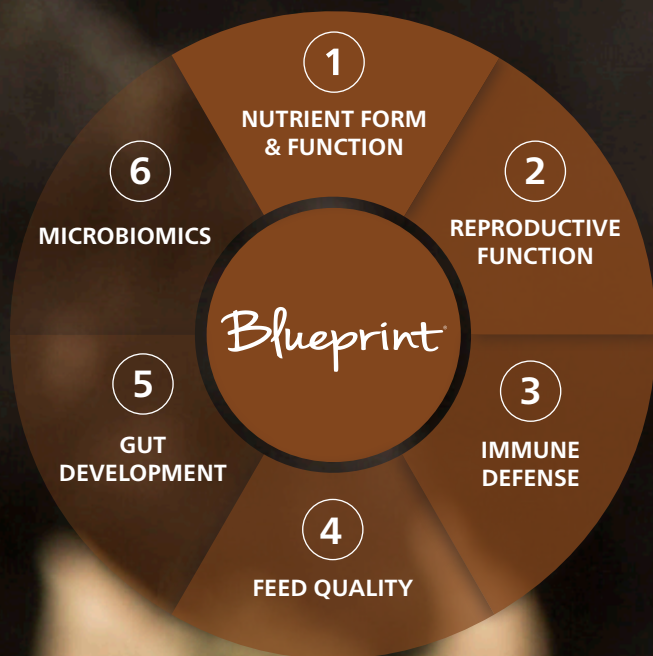 1
NUTRIENT FORM
& FUNCTION
2
REPRODUCTIVE
FUNCTION
3
IMMUNE
DEFENSE
4
FEED QUALITY
5
GUT
DEVELOPMENT
6
MICROBIOMICS
Blueprint